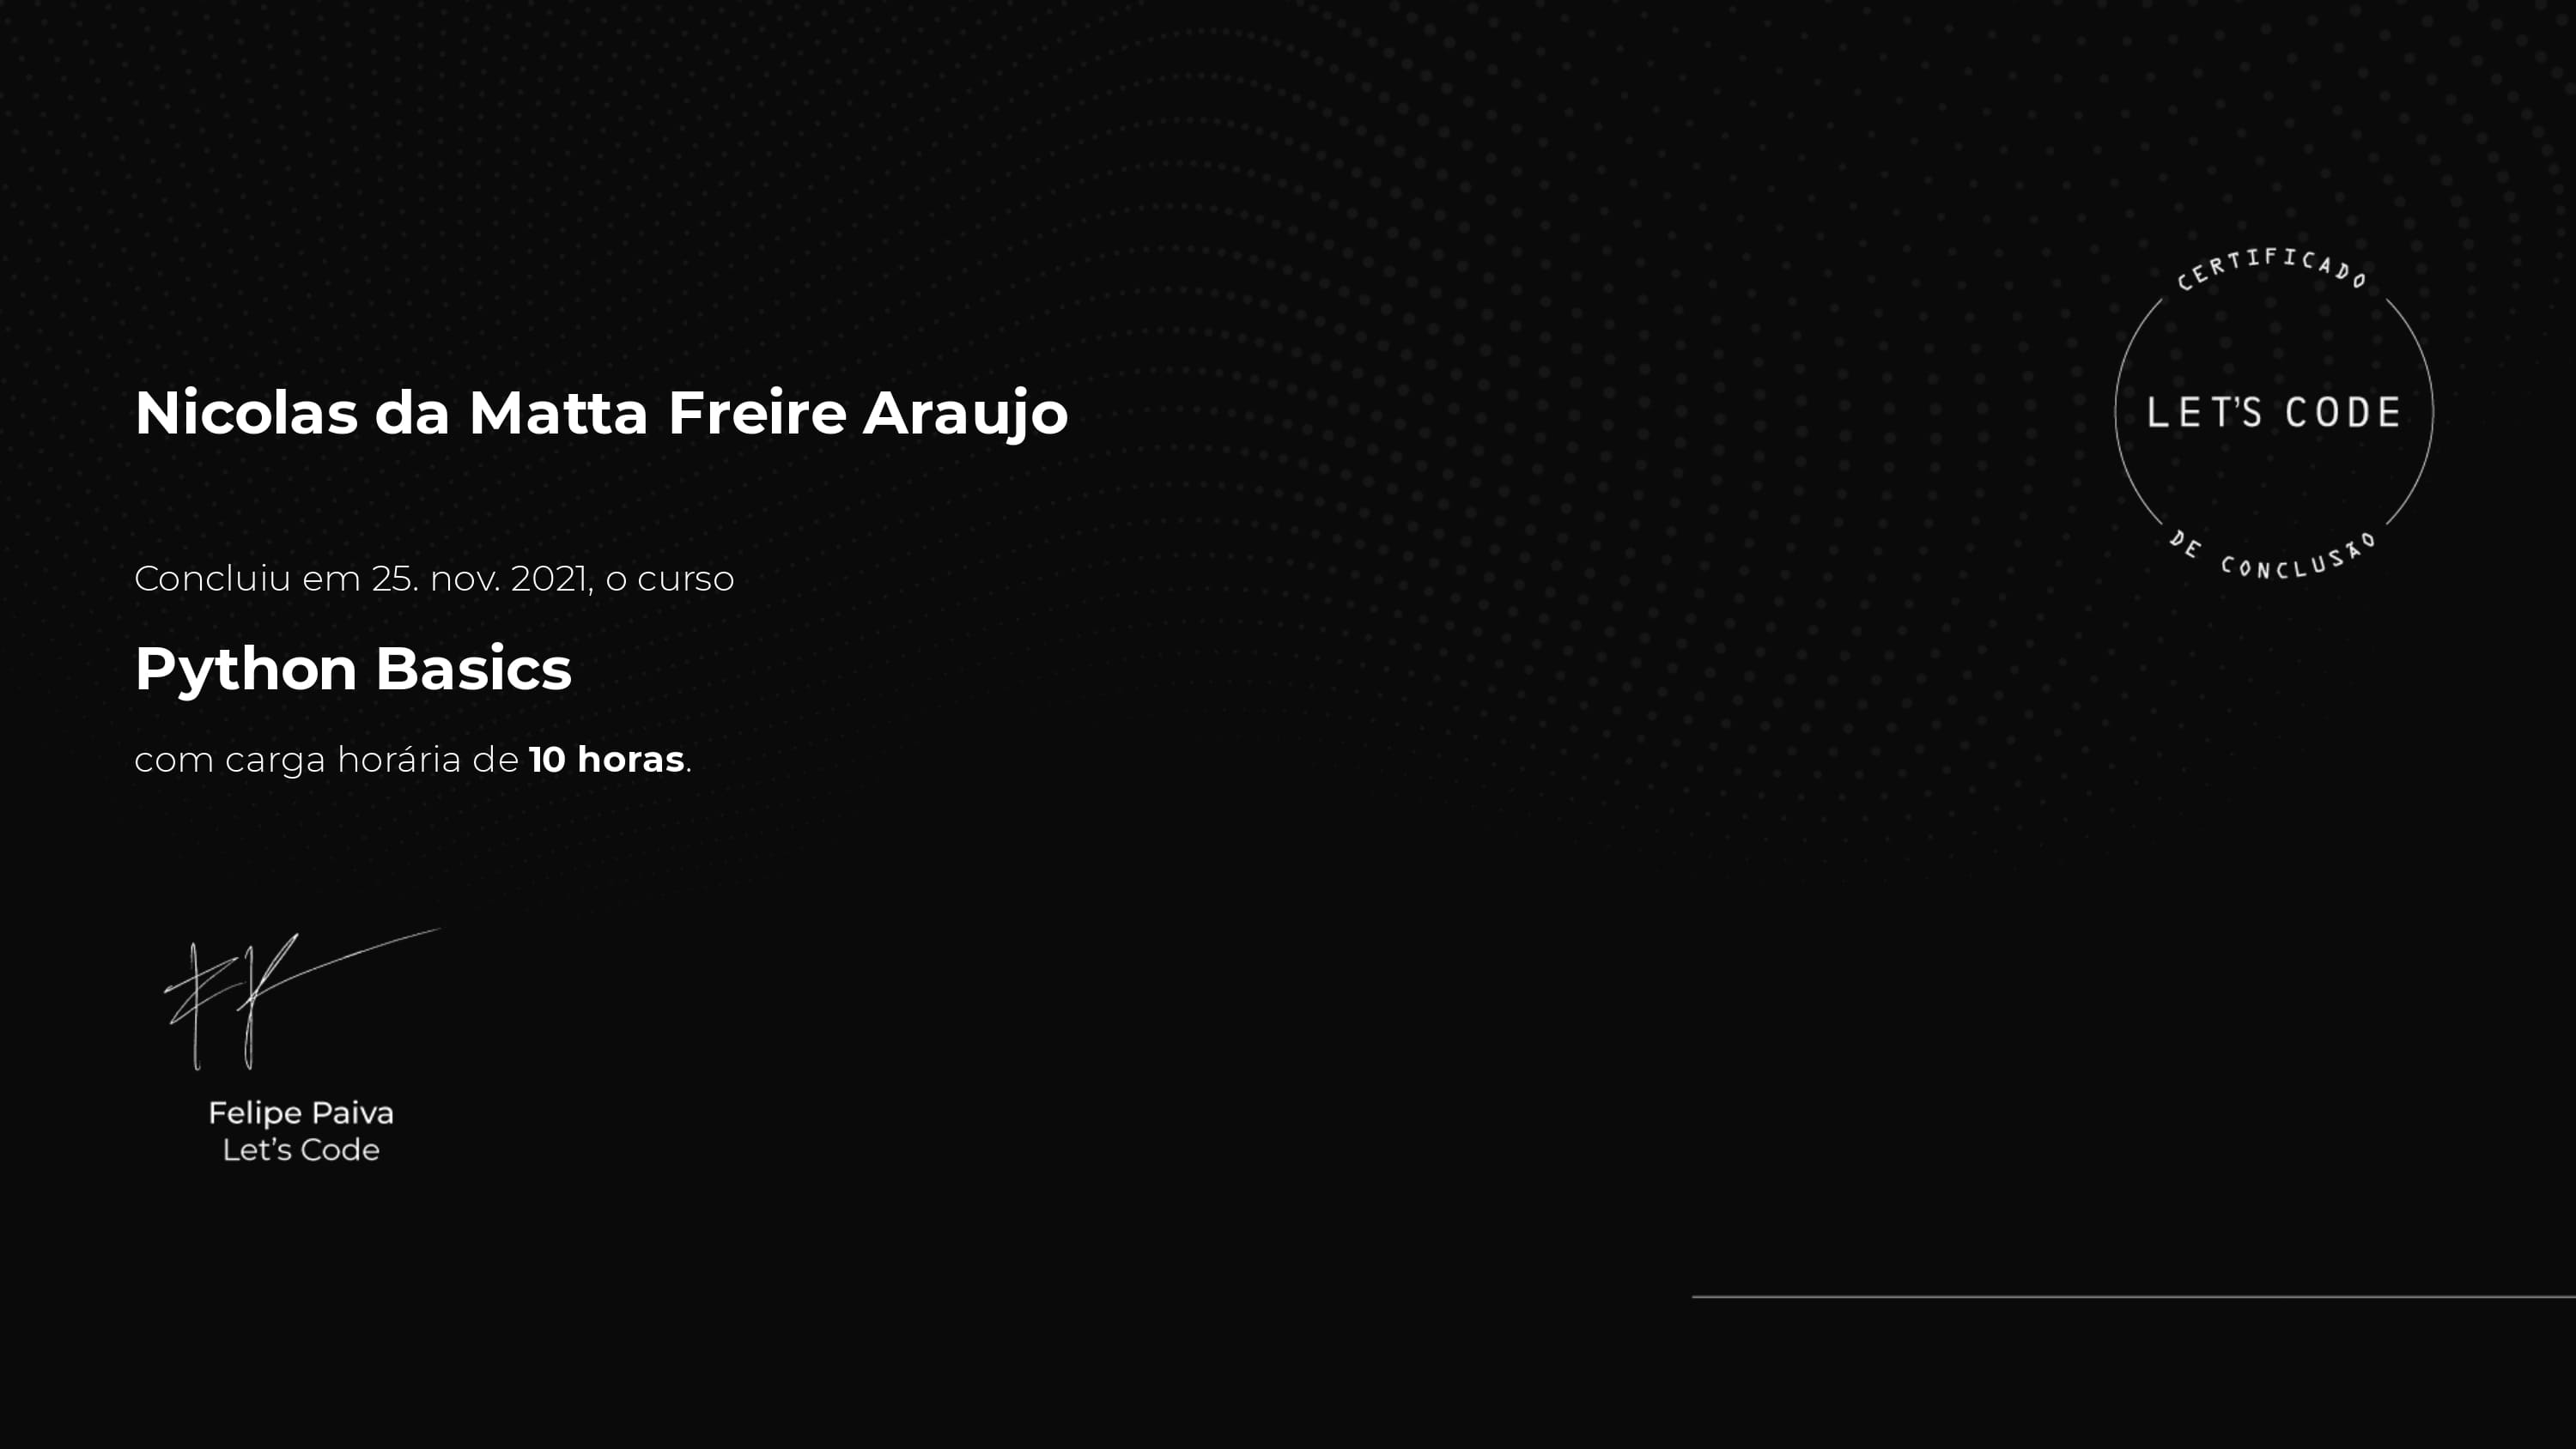 Nicolas da Matta Freire Araujo
CERTIFICADO
LET'S CODE
DE CONCLUSÃO
Concluiu em 25. nov. 2021, o curso
Python Basics
com carga horária de 10 horas.
Felipe Paiva
Let's Code